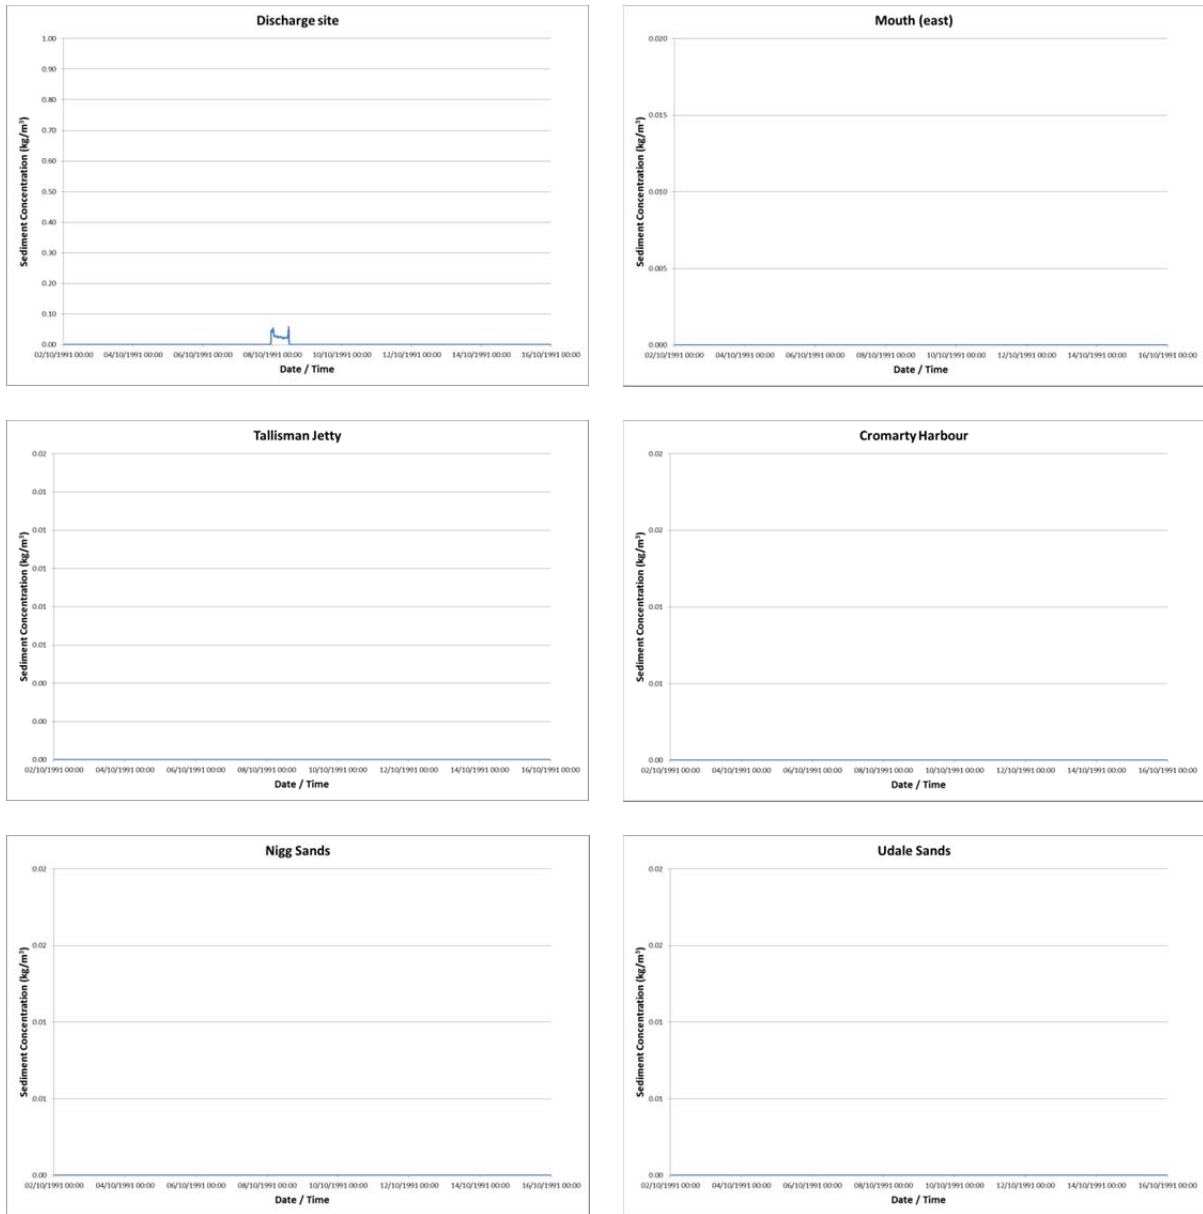 Discharge site
Sediment Concentration (kg/m³)
1.00
0.90
0.80
0.70
0.60
0.50
0.40
0.30
0.20
0.10
0.00
02/10/1991 00:00 04/10/1991 00:00 06/10/1991 00:00 08/10/1991 00:00 10/10/1991 00:00 12/10/1991 00:00 14/10/1991 00:00 16/10/1991 00:00
Date / Time
Mouth (east)
Sediment Concentration (kg/m³)
0.020
0.015
0.010
0.005
0.000
02/10/1991 00:00 04/10/1991 00:00 06/10/1991 00:00 08/10/1991 00:00 10/10/1991 00:00 12/10/1991 00:00 14/10/1991 00:00 16/10/1991 00:00
Date / Time
Tallisman Jetty
Sediment Concentration (kg/m³)
0.02
0.01
0.01
0.01
0.01
0.01
0.00
0.00
0.00
02/10/1991 00:00 04/10/1991 00:00 06/10/1991 00:00 08/10/1991 00:00 10/10/1991 00:00 12/10/1991 00:00 14/10/1991 00:00 16/10/1991 00:00
Date / Time
Cromarty Harbour
Sediment Concentration (kg/m³)
0.02
0.02
0.01
0.01
0.00
02/10/1991 00:00 04/10/1991 00:00 06/10/1991 00:00 08/10/1991 00:00 10/10/1991 00:00 12/10/1991 00:00 14/10/1991 00:00 16/10/1991 00:00
Date / Time
Nigg Sands
Sediment Concentration (kg/m³)
0.02
0.02
0.01
0.01
0.00
02/10/1991 00:00 04/10/1991 00:00 06/10/1991 00:00 08/10/1991 00:00 10/10/1991 00:00 12/10/1991 00:00 14/10/1991 00:00 16/10/1991 00:00
Date / Time
Udale Sands
Sediment Concentration (kg/m³)
0.02
0.02
0.01
0.01
0.00
02/10/1991 00:00 04/10/1991 00:00 06/10/1991 00:00 08/10/1991 00:00 10/10/1991 00:00 12/10/1991 00:00 14/10/1991 00:00 16/10/1991 00:00
Date / Time